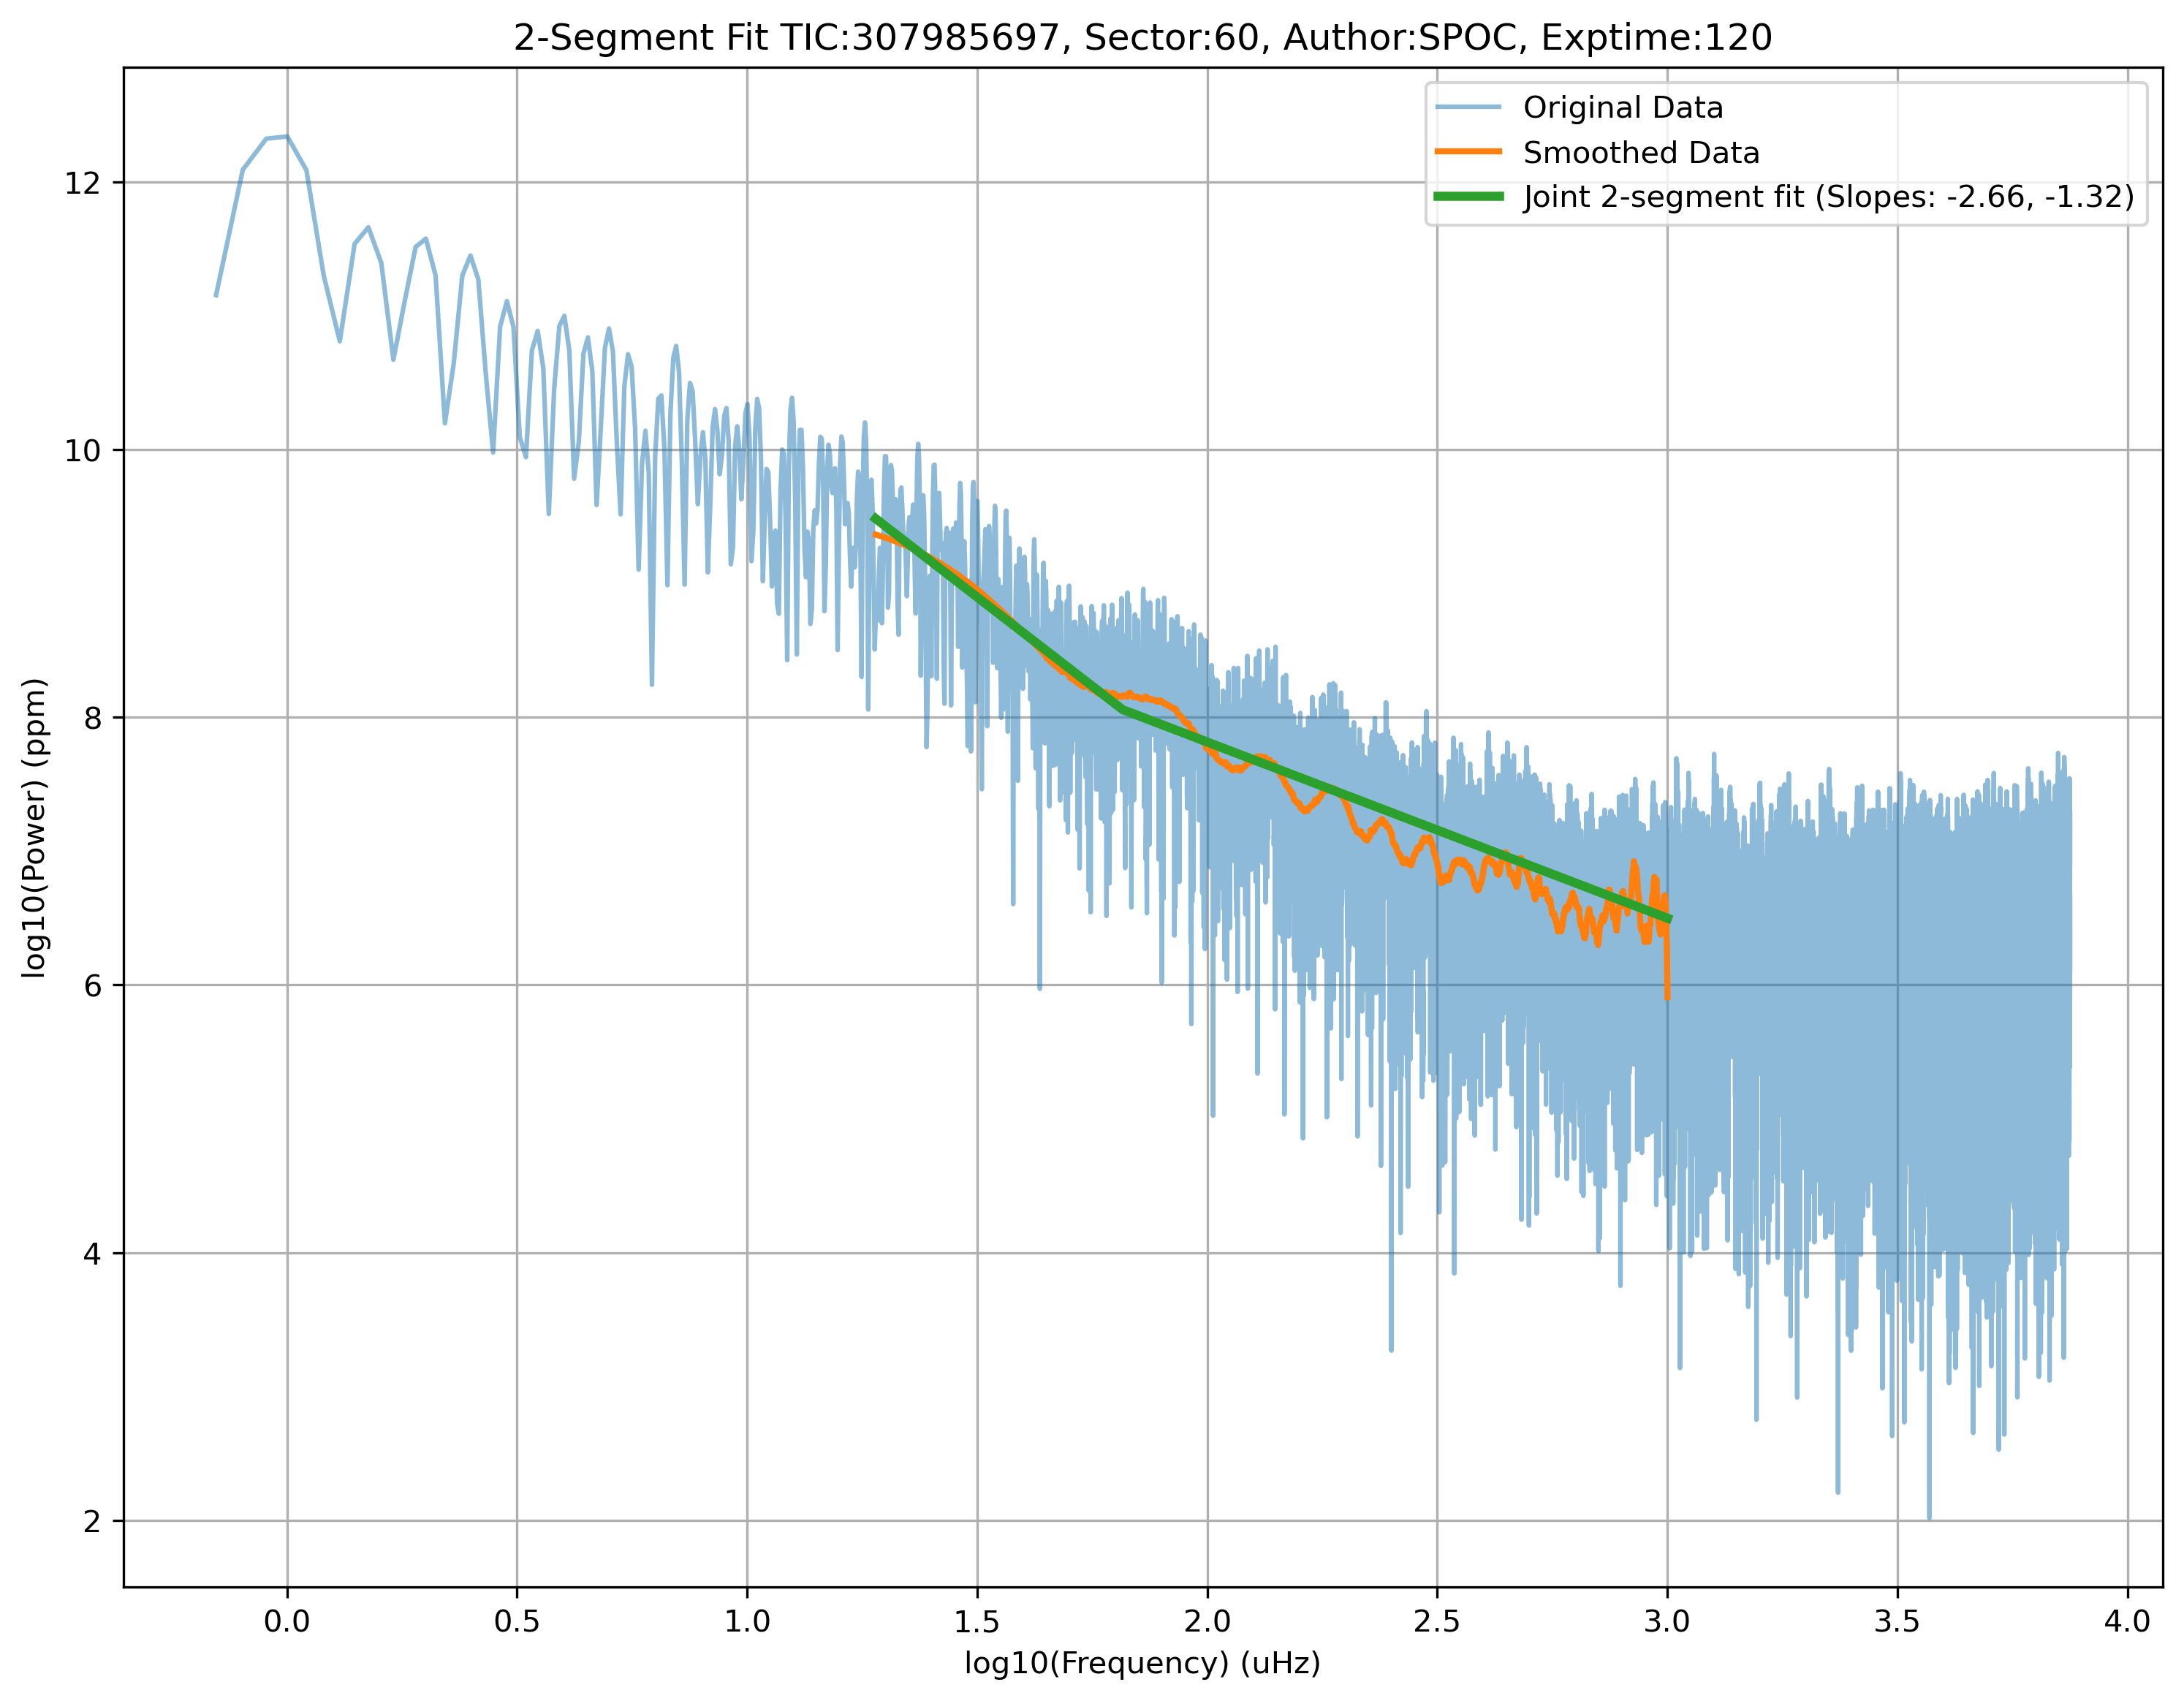 2-Segment Fit TIC:307985697, Sector:60, Author:SPOC, Exptime:120
Original Data
Smoothed Data
Joint 2-segment fit (Slopes: -2.66, -1.32)
log10(Power) (ppm)
12
10
8
6
4
2
0.0 0.5 1.0 1.5 2.0 2.5 3.0 3.5 4.0
log10(Frequency) (uHz)